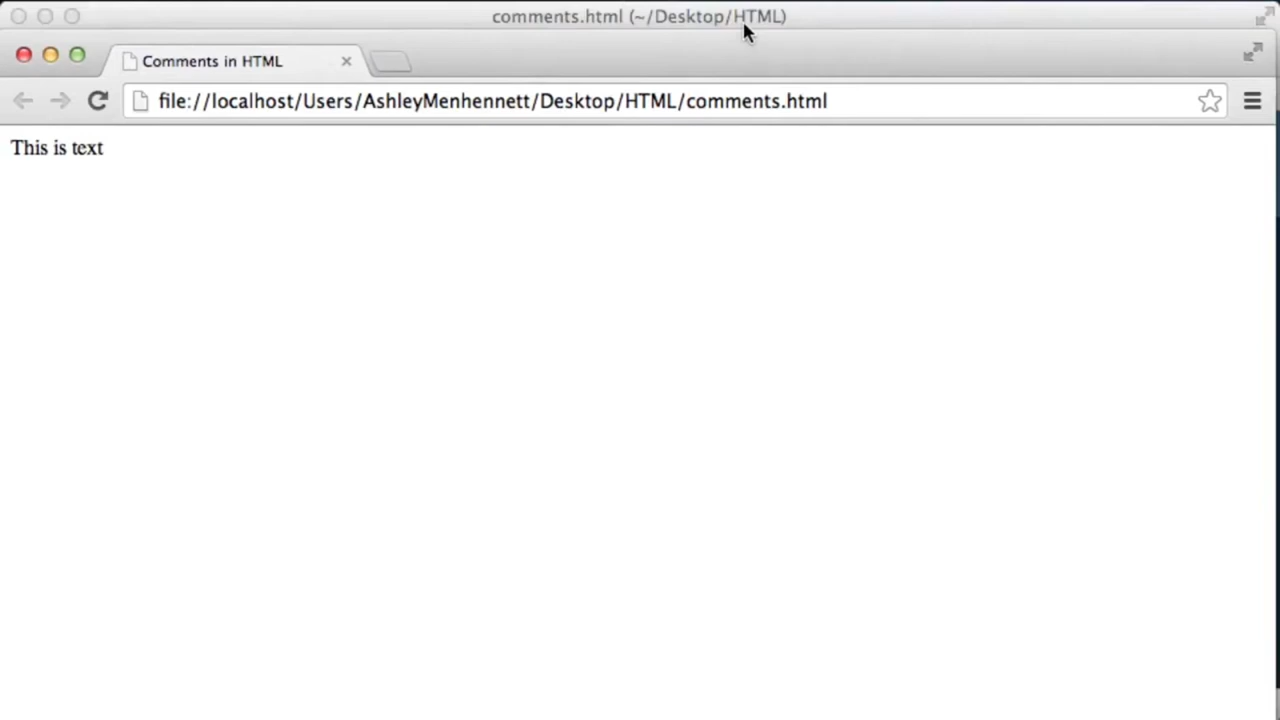 comments.html (~/Desktop/HTML)
Comments in HTML
file://localhost/Users/AshleyMenhennett/Desktop/HTML/comments.html
This is text